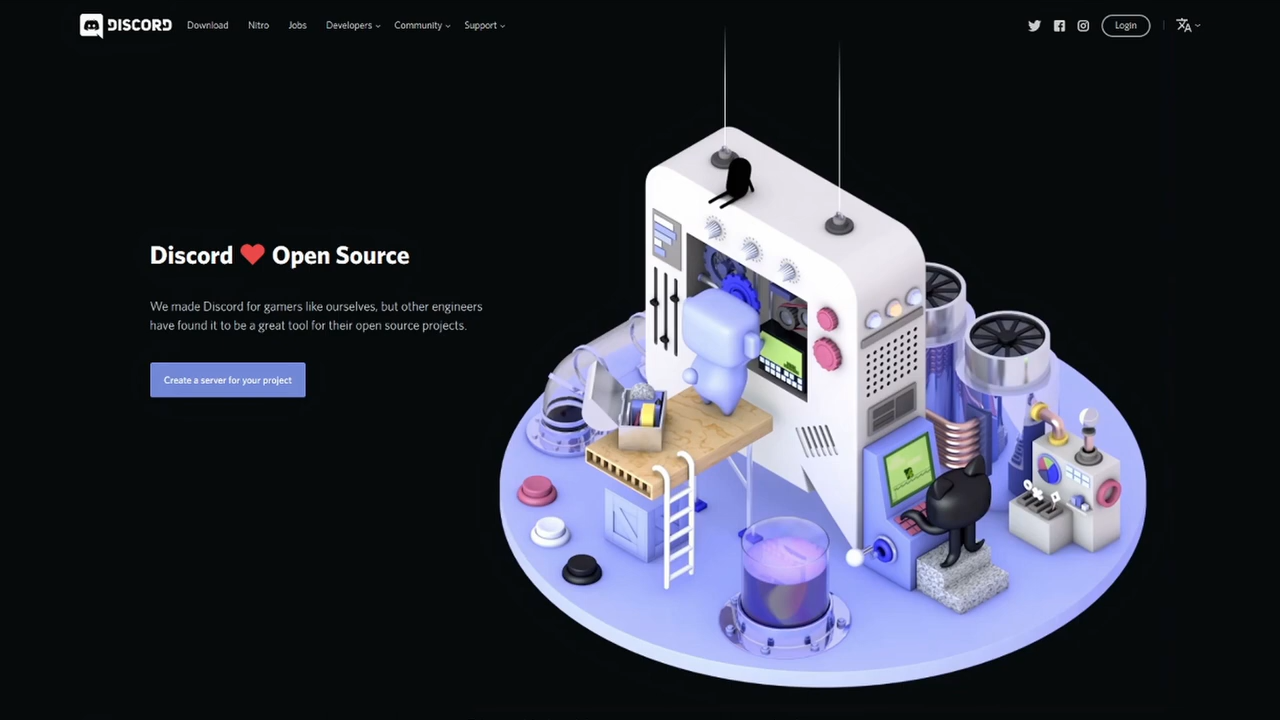 DISCORD Download Nitro Jobs Developers Community Support Login
Discord ❤ Open Source
We made Discord for gamers like ourselves, but other engineers
have found it to be a great tool for their open source projects.
Create a server for your project